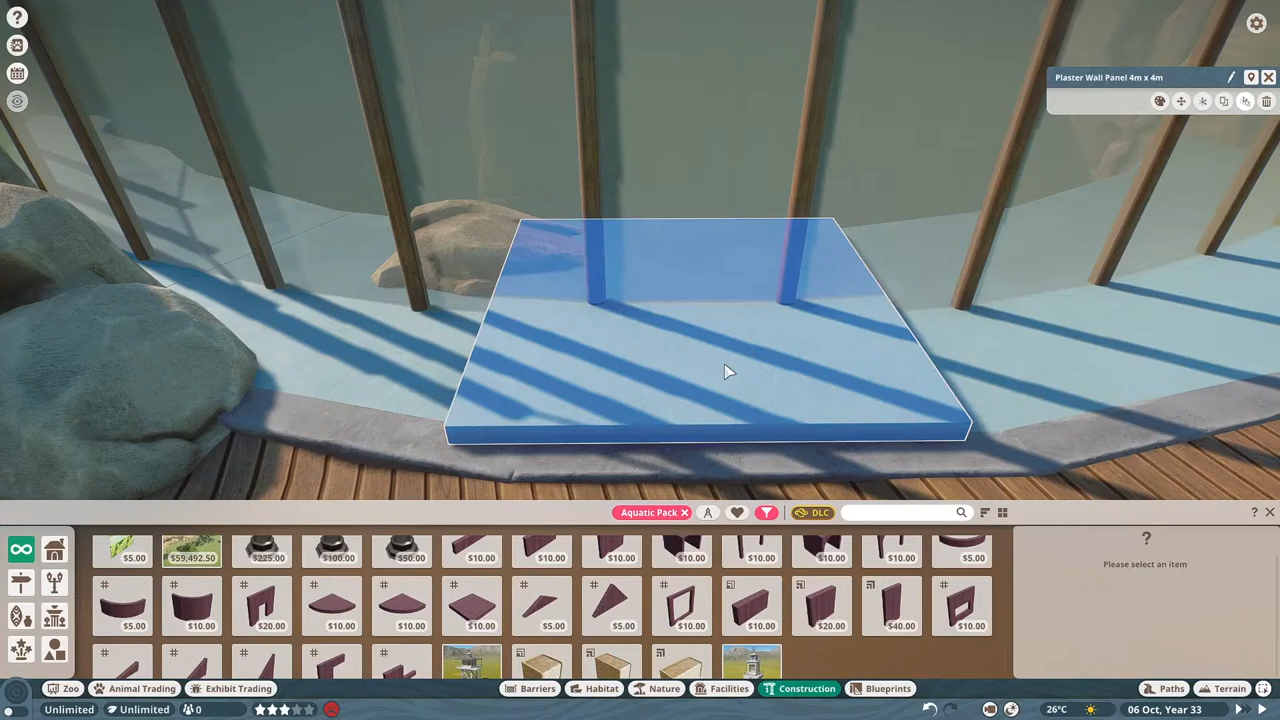 ?
Plaster Wall Panel 4m x 4m
Aquatic Pack ×
DLC
? ×
$5.00 $59,492.50 $225.00 $100.00 $50.00 $10.00 $10.00 $10.00 $10.00 $10.00 $10.00 $10.00 $5.00
?
Please select an item
$5.00 $10.00 $20.00 $10.00 $10.00 $10.00 $5.00 $5.00 $10.00 $10.00 $20.00 $40.00 $10.00
Zoo Animal Trading Exhibit Trading Barriers Habitat Nature Facilities Construction Blueprints Paths Terrain
Unlimited Unlimited 0 26°C 06 Oct, Year 33